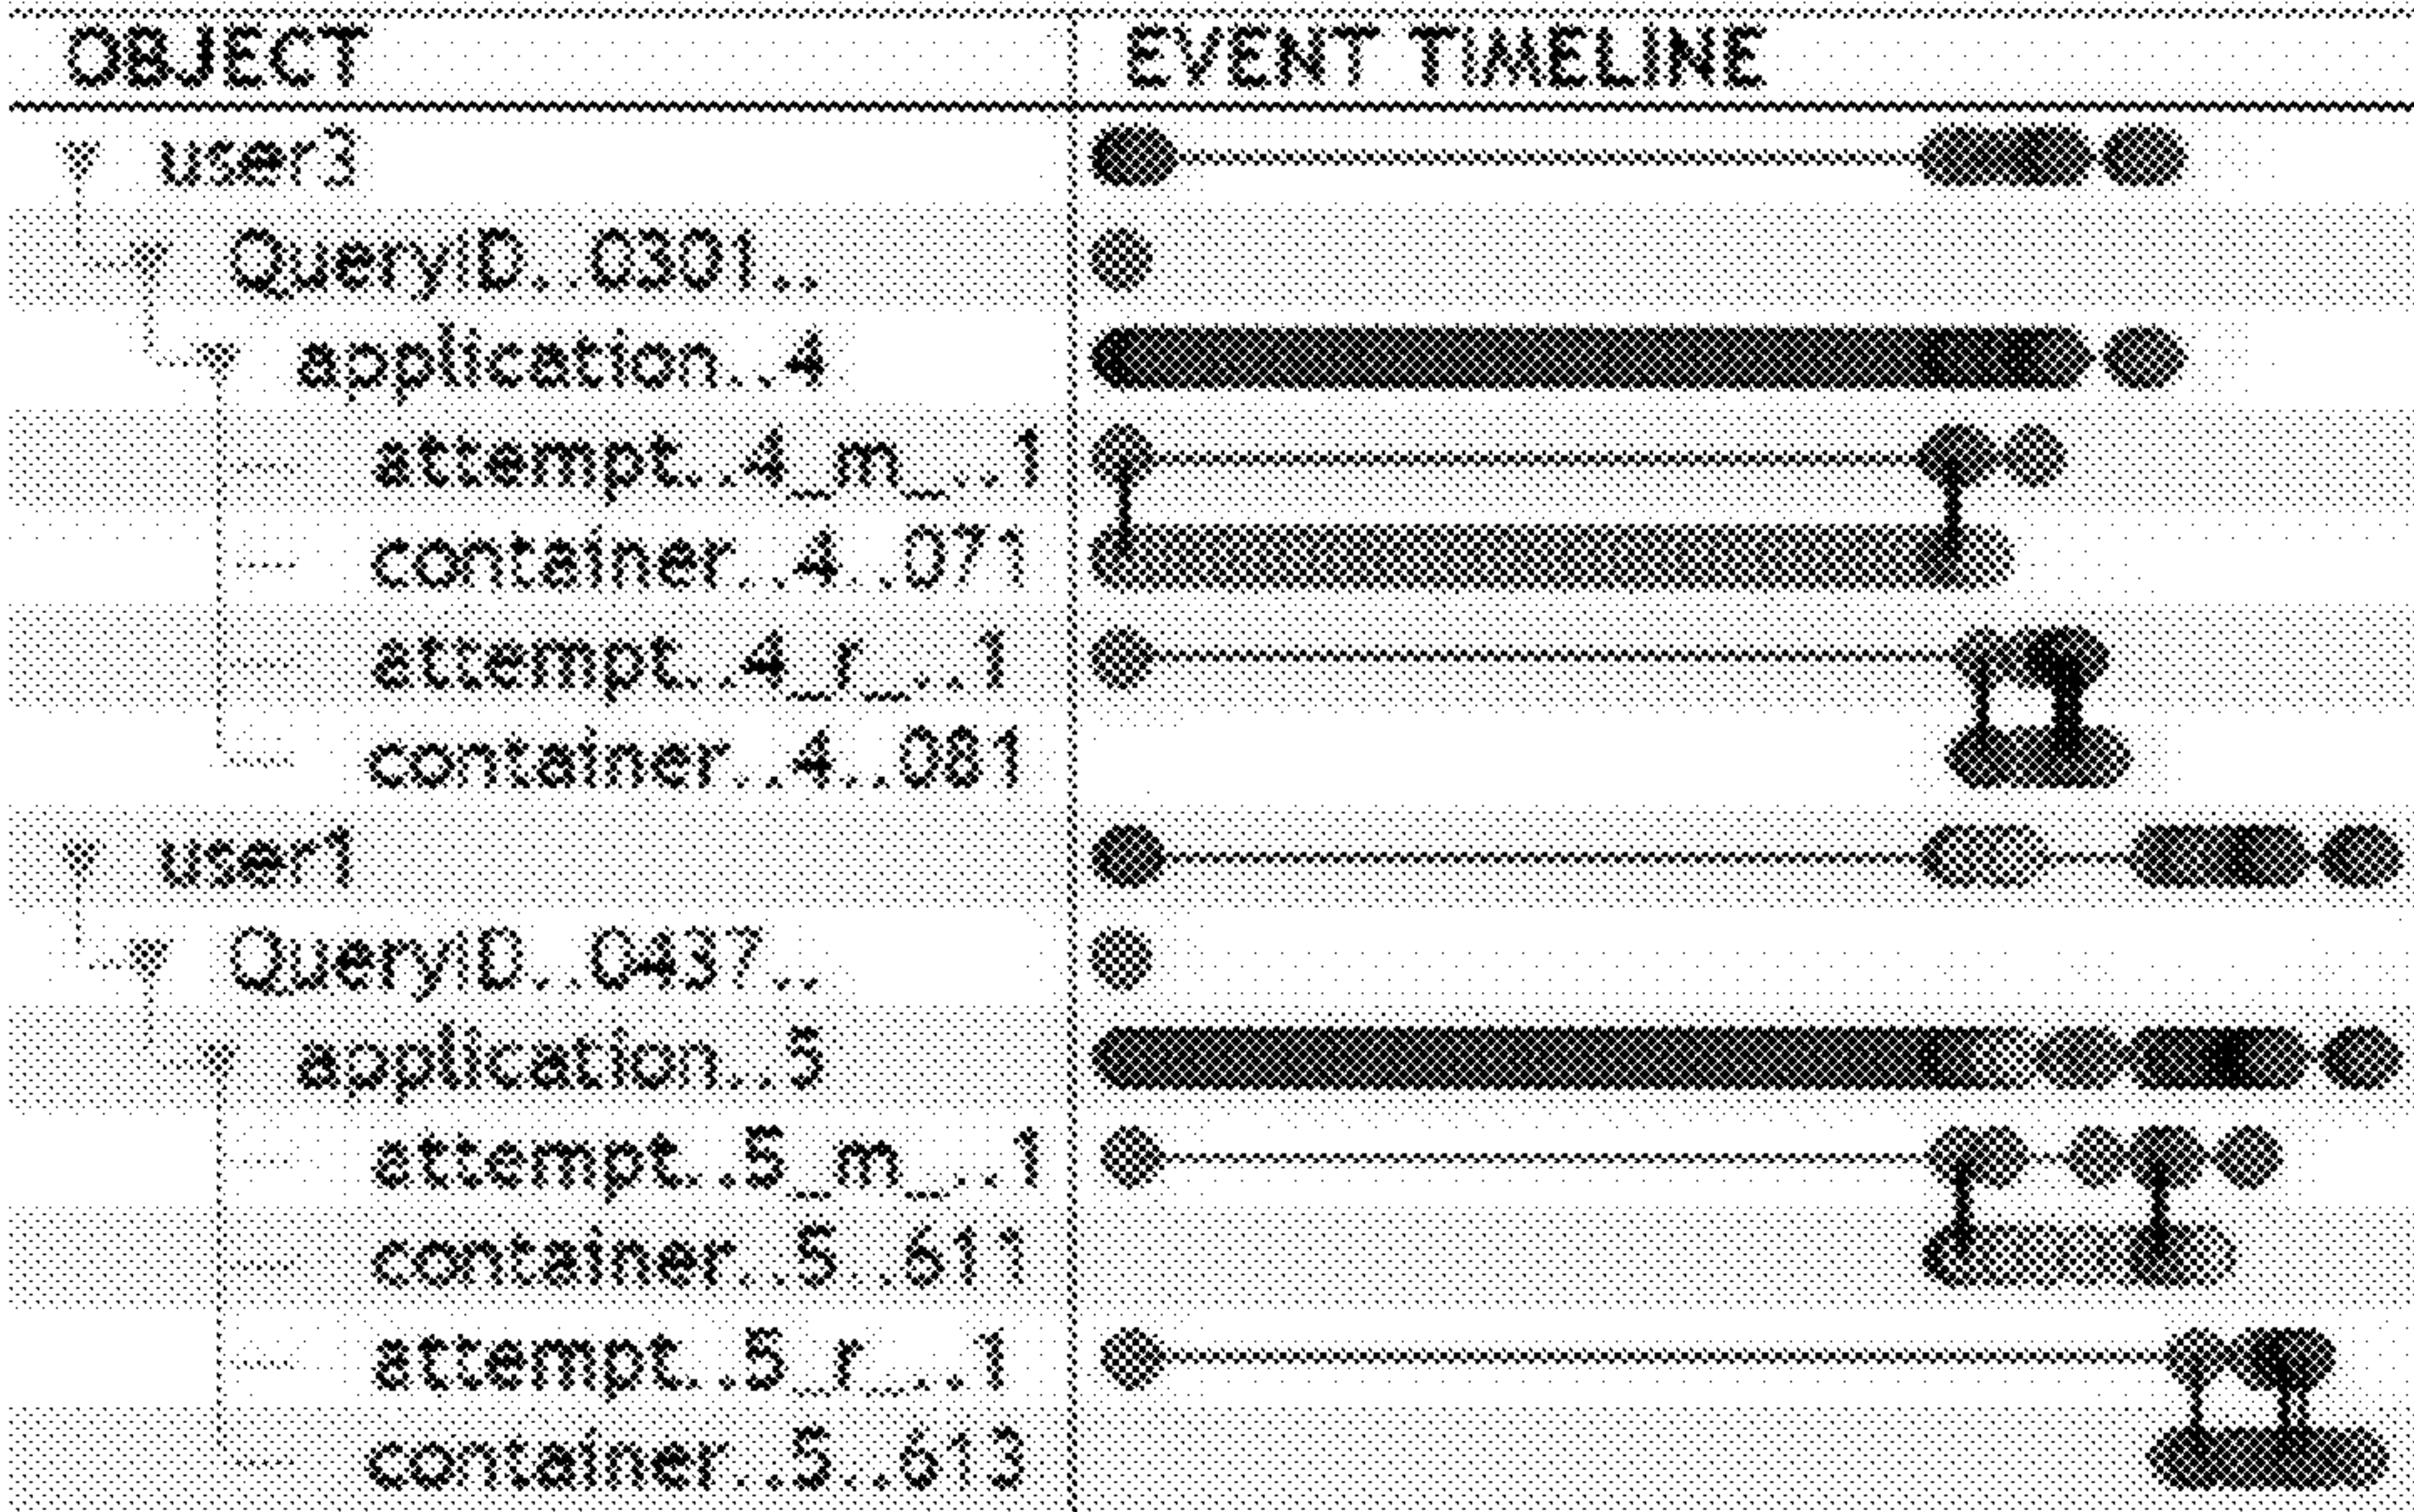 OBJECT EVENT TIMELINE
user3
QueryID..0301..
application..4
attempt..4_m_..1
container..4..071
attempt..4_r_..1
container..4..081
user1
QueryID..0437..
application..5
attempt..5_m_..1
container..5..611
attempt..5_r_..1
container..5..613